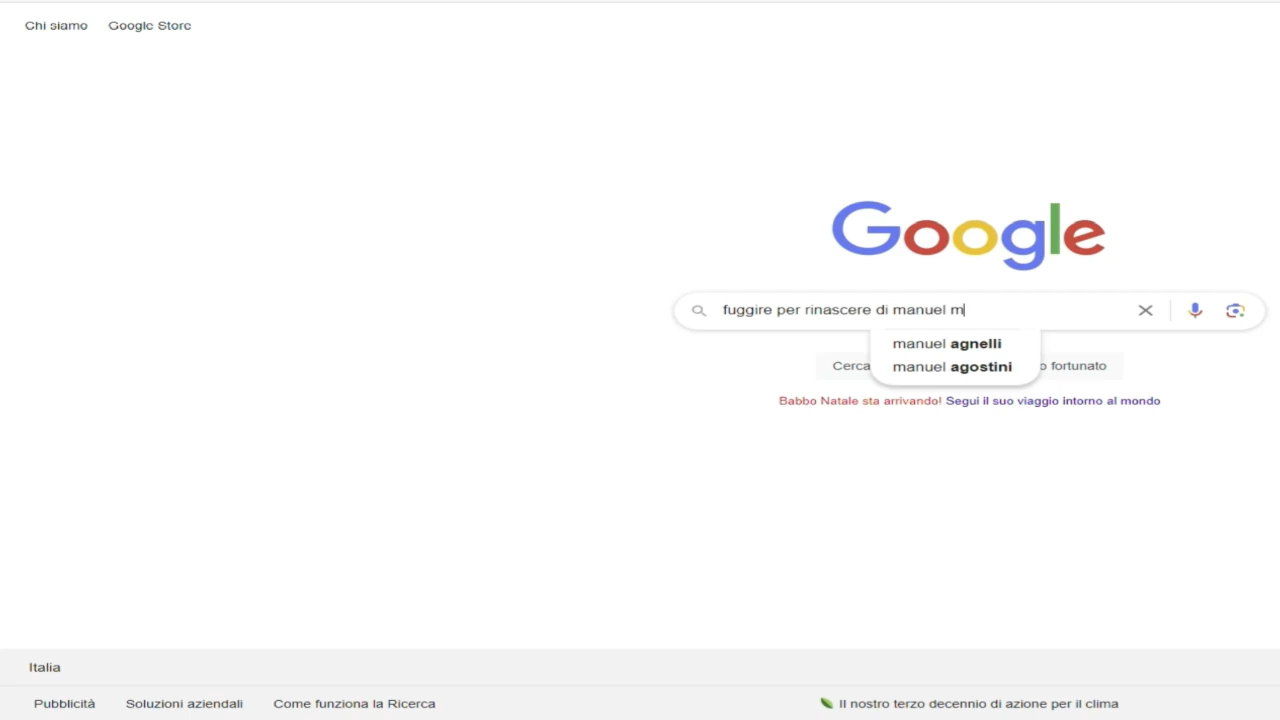 Chi siamo Google Store
Google
fuggire per rinascere di manuel m
manuel agnelli
Cerca o fortunato
manuel agostini
Babbo Natale sta arrivando! Segui il suo viaggio intorno al mondo
Italia
Pubblicità Soluzioni aziendali Come funziona la Ricerca Il nostro terzo decennio di azione per il clima